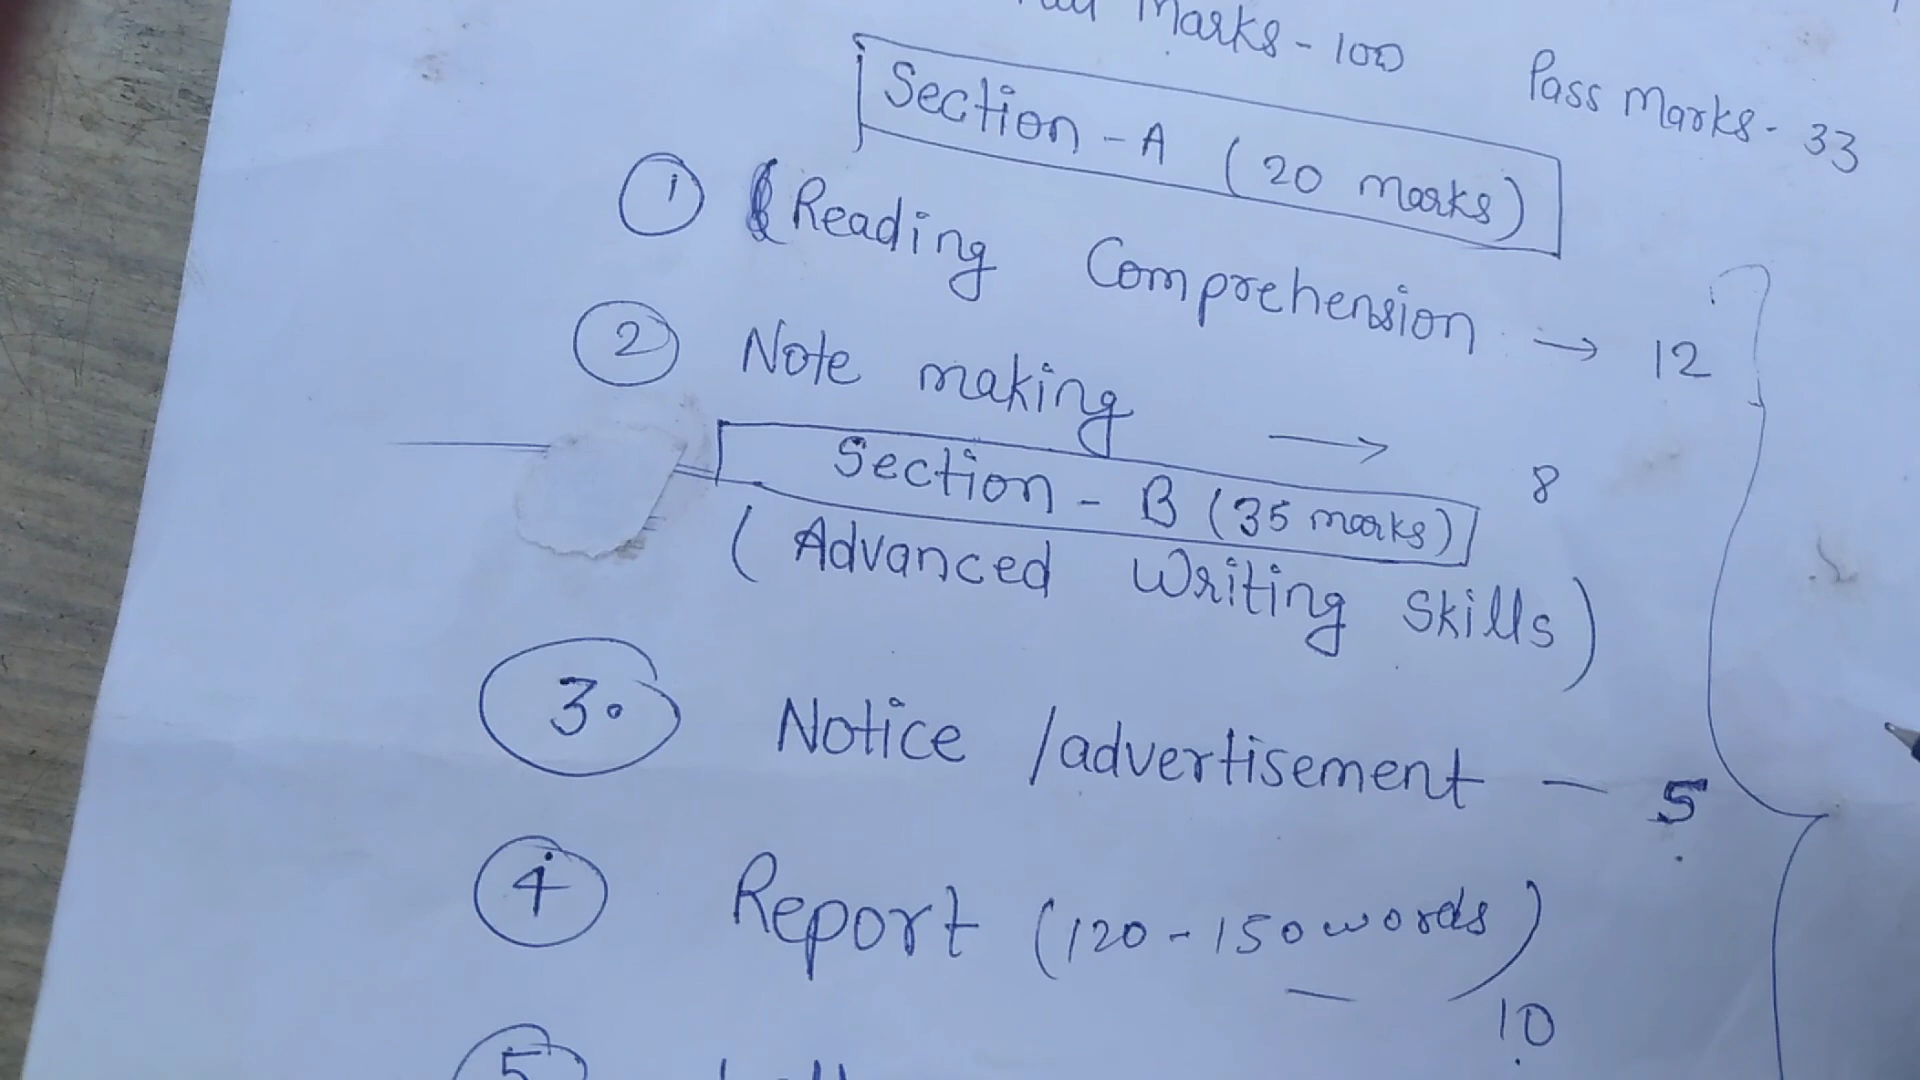 Marks - 100 Pass Marks - 33
Section - A (20 marks)
1 Reading Comprehension → 12
2 Note making → 8
Section - B (35 marks)
(Advanced Writing Skills)
3. Notice /advertisement — 5
4 Report (120-150 words) — 10
5